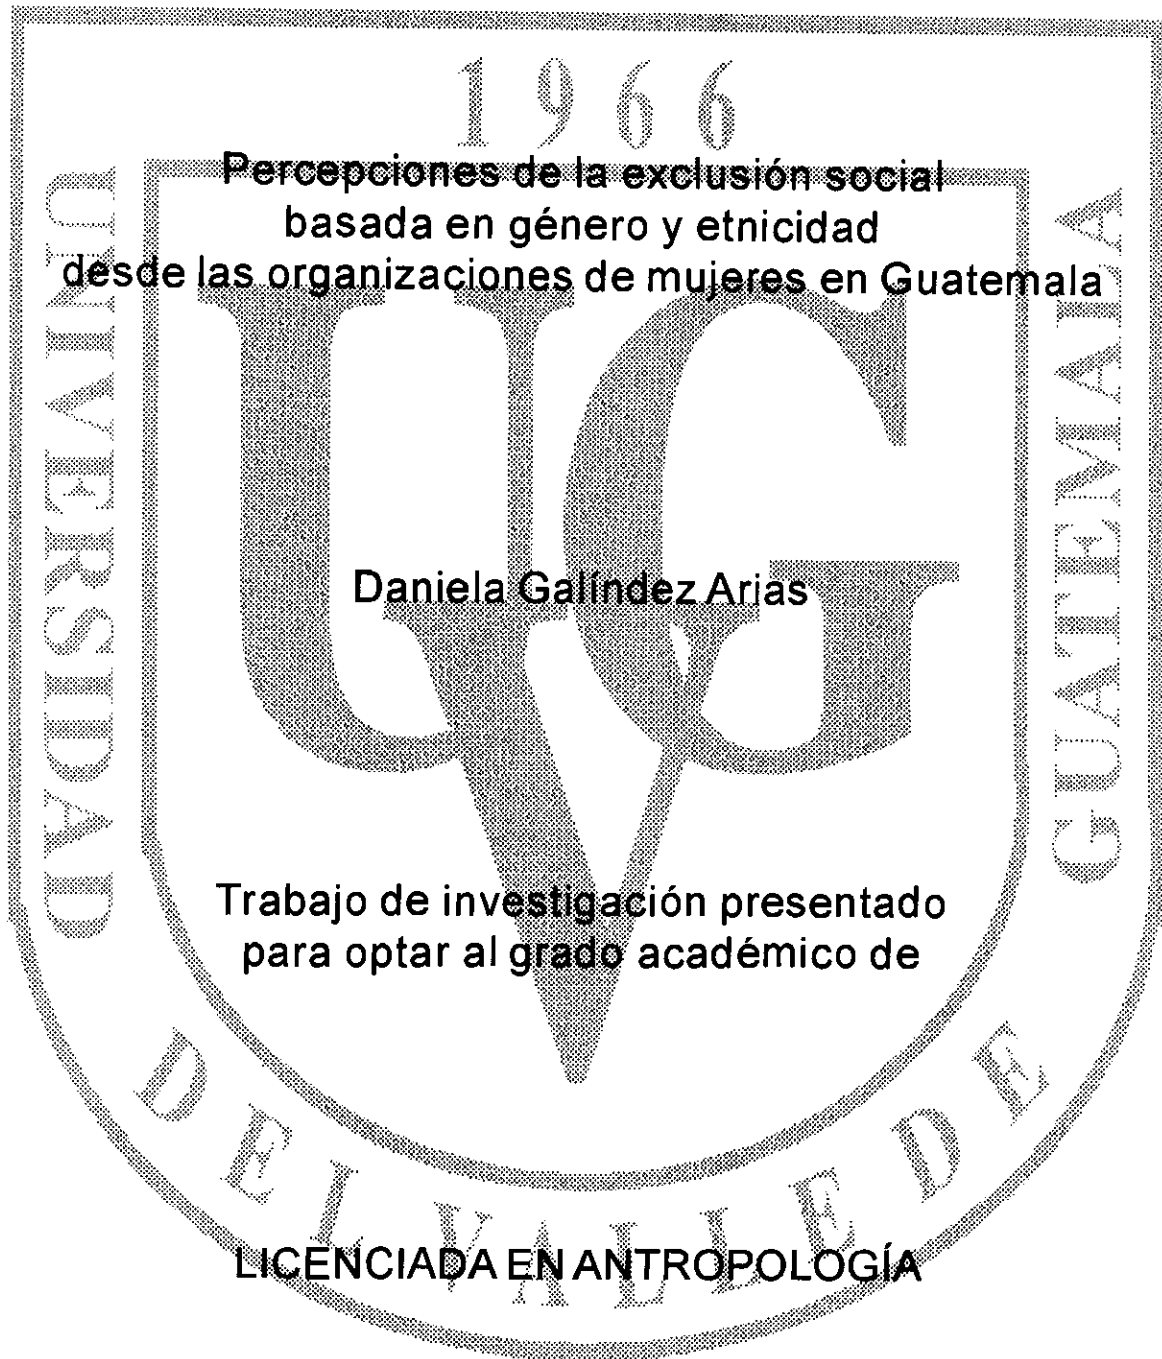 1966
Percepciones de la exclusión social
basada en género y etnicidad
desde las organizaciones de mujeres en Guatemala
UNIVERSIDAD
DEL VALLE DE
GUATEMALA
UVG
Daniela Galíndez Arias
Trabajo de investigación presentado
para optar al grado académico de
LICENCIADA EN ANTROPOLOGÍA